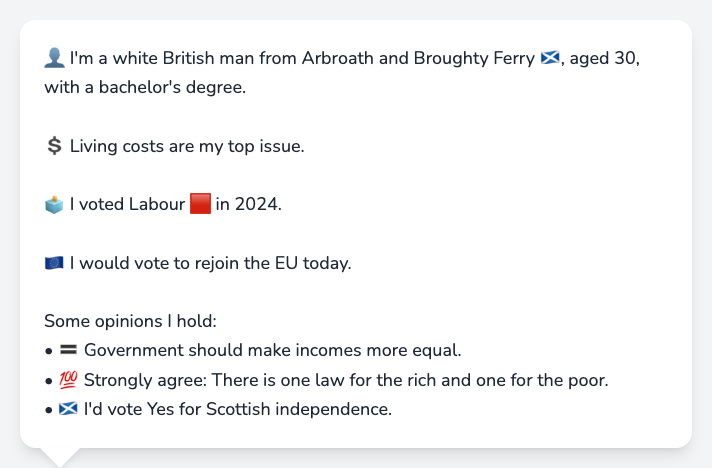 👤 I'm a white British man from Arbroath and Broughty Ferry 🏴󠁧󠁢󠁳󠁣󠁴󠁿, aged 30,
with a bachelor's degree.
💲 Living costs are my top issue.
🗳️ I voted Labour 🟥 in 2024.
🇪🇺 I would vote to rejoin the EU today.
Some opinions I hold:
• 🟰 Government should make incomes more equal.
• 💯 Strongly agree: There is one law for the rich and one for the poor.
• 🏴󠁧󠁢󠁳󠁣󠁴󠁿 I'd vote Yes for Scottish independence.